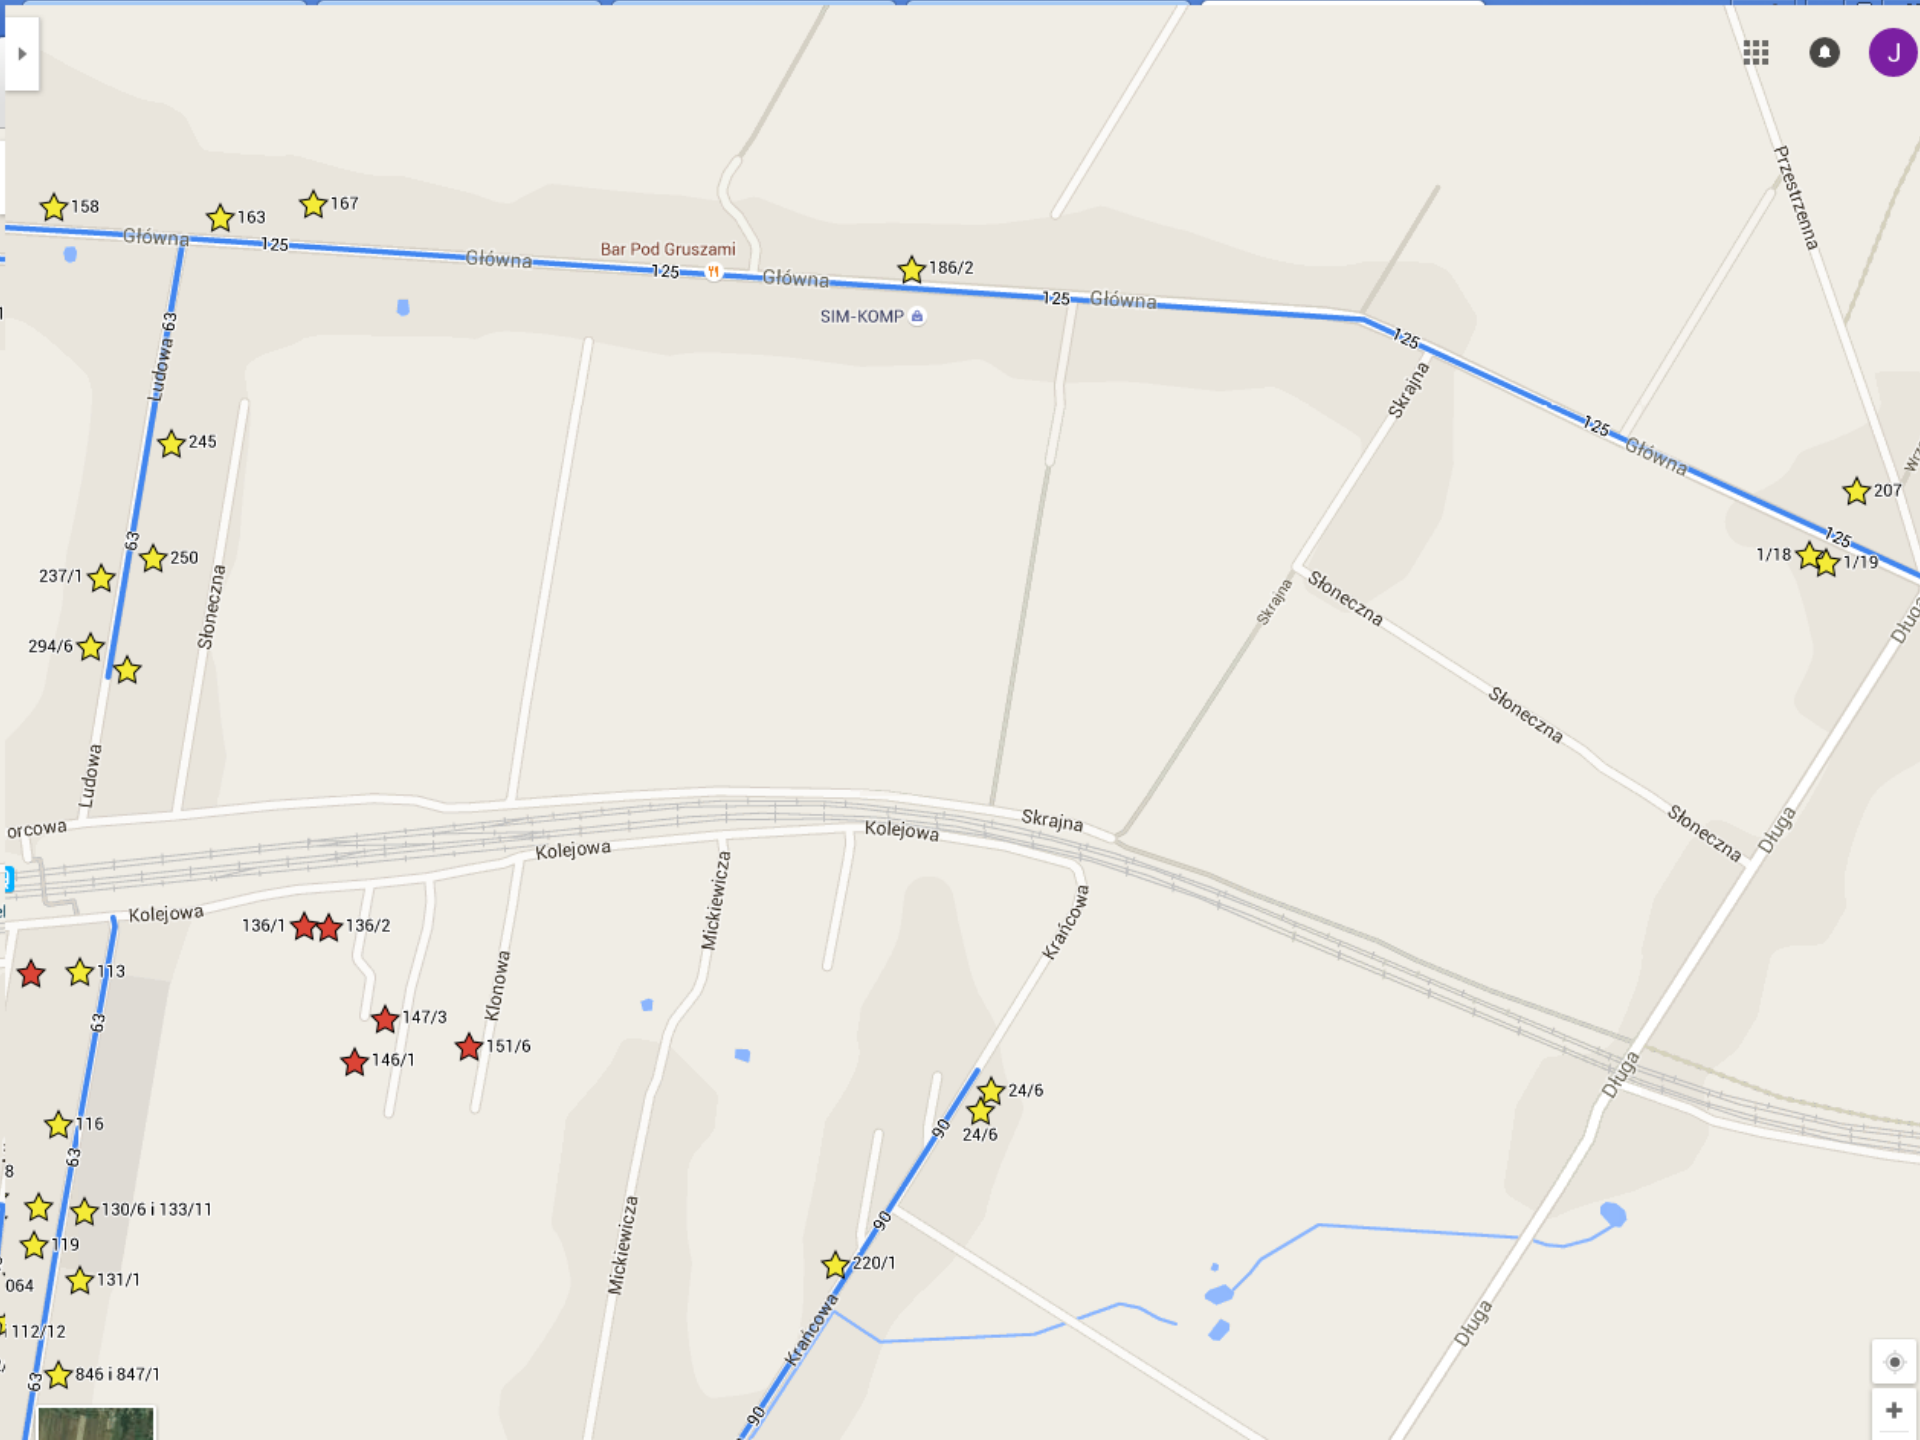 J
Przestrzenna
158
163
167
Główna
125
Główna
Bar Pod Gruszami
125
Główna
186/2
SIM-KOMP
125
Główna
125
Skrajna
63
Ludowa
245
125
Główna
207
125
1/18
1/19
63
250
237/1
Słoneczna
294/6
Skrajna
Słoneczna
Długa
Słoneczna
Ludowa
orcowa
Skrajna
Kolejowa
Kolejowa
Słoneczna
Długa
Kolejowa
136/1
136/2
Mickiewicza
Krańcowa
113
63
Klonowa
147/3
146/1
151/6
24/6
24/6
Długa
90
116
63
8
130/6 i 133/11
119
90
Mickiewicza
220/1
064
131/1
112/12
Krańcowa
Długa
63
846 i 847/1
90
+